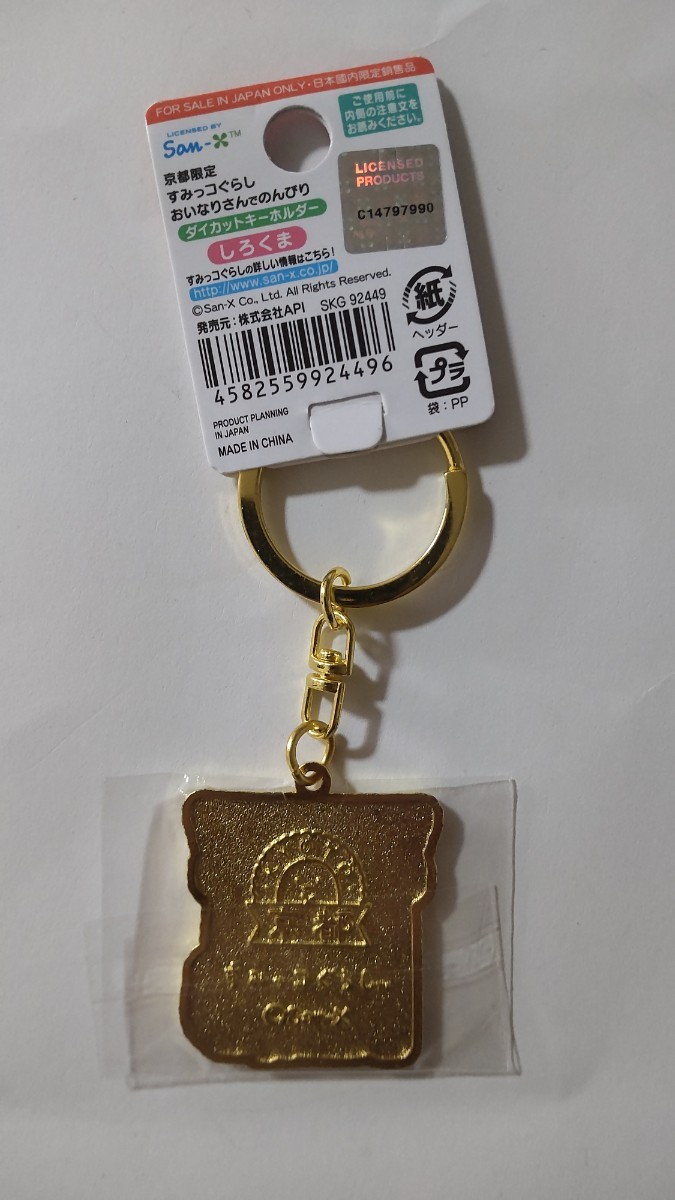 FOR SALE IN JAPAN ONLY・日本國内限定銷售品
LICENSED BY
San-X™
ご使用前に
内側の注意文を
お読みください。
京都限定
すみっコぐらし
おいなりさんでのんびり
ダイカットキーホルダー
しろくま
LICENSED
PRODUCTS
C14797990
すみっコぐらしの詳しい情報はこちら!
http://www.san-x.co.jp/
©San-X Co., Ltd. All Rights Reserved.
発売元:株式会社API SKG 92449
4582559924496
紙
ヘッダー
プラ
袋:PP
PRODUCT PLANNING
IN JAPAN
MADE IN CHINA
KYOTO
京都
すみっコぐらし
©San-X